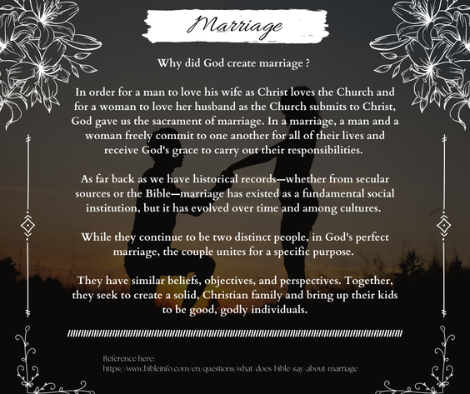 Marriage
Why did God create marriage ?
In order for a man to love his wife as Christ loves the Church and
for a woman to love her husband as the Church submits to Christ,
God gave us the sacrament of marriage. In a marriage, a man and a
woman freely commit to one another for all of their lives and
receive God's grace to carry out their responsibilities.
As far back as we have historical records—whether from secular
sources or the Bible—marriage has existed as a fundamental social
institution, but it has evolved over time and among cultures.
While they continue to be two distinct people, in God's perfect
marriage, the couple unites for a specific purpose.
They have similar beliefs, objectives, and perspectives. Together,
they seek to create a solid, Christian family and bring up their kids
to be good, godly individuals.
Reference here:
https://www.bibleinfo.com/en/questions/what-does-bible-say-about-marriage